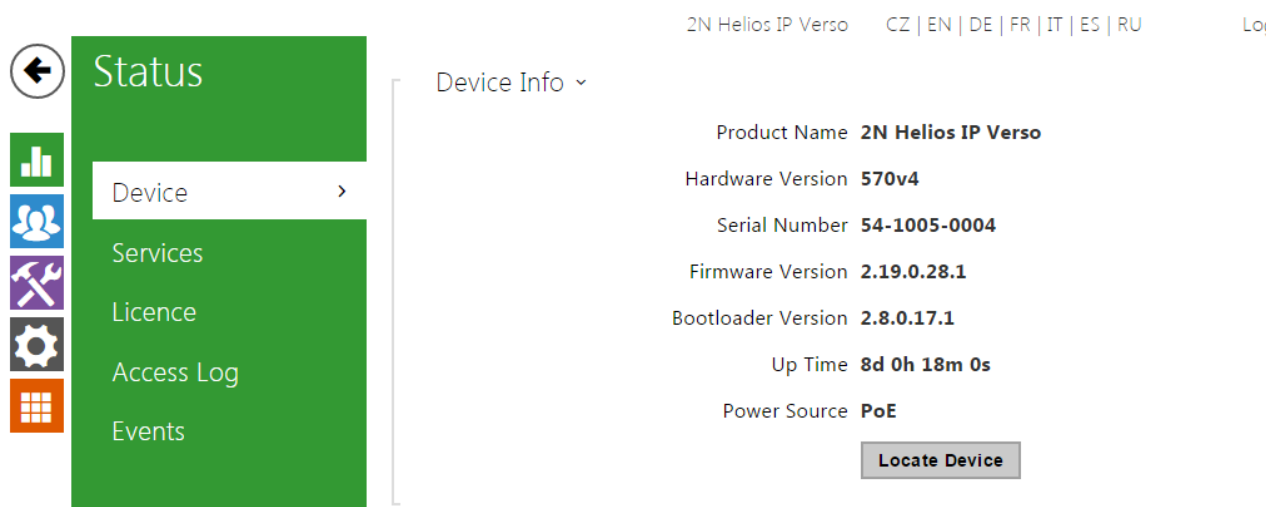 2N Helios IP Verso CZ | EN | DE | FR | IT | ES | RU
Status
Device
Services
Licence
Access Log
Events
Device Info
Product Name 2N Helios IP Verso
Hardware Version 570v4
Serial Number 54-1005-0004
Firmware Version 2.19.0.28.1
Bootloader Version 2.8.0.17.1
Up Time 8d 0h 18m 0s
Power Source PoE
Locate Device